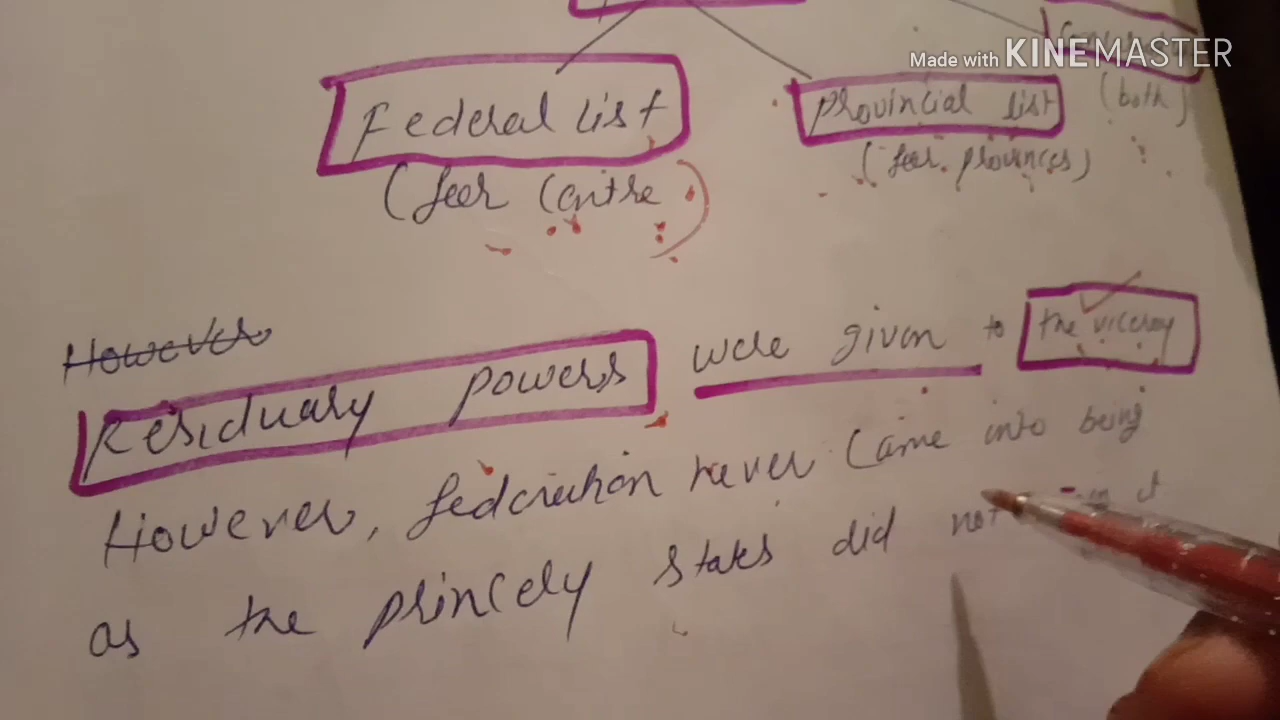 Made with KINEMASTER
Federal List
Provincial list
(for Centre)
(for provinces)
(both)
However
Residuary powers were given to the viceroy
However, federation never came into being
as the princely states did not it